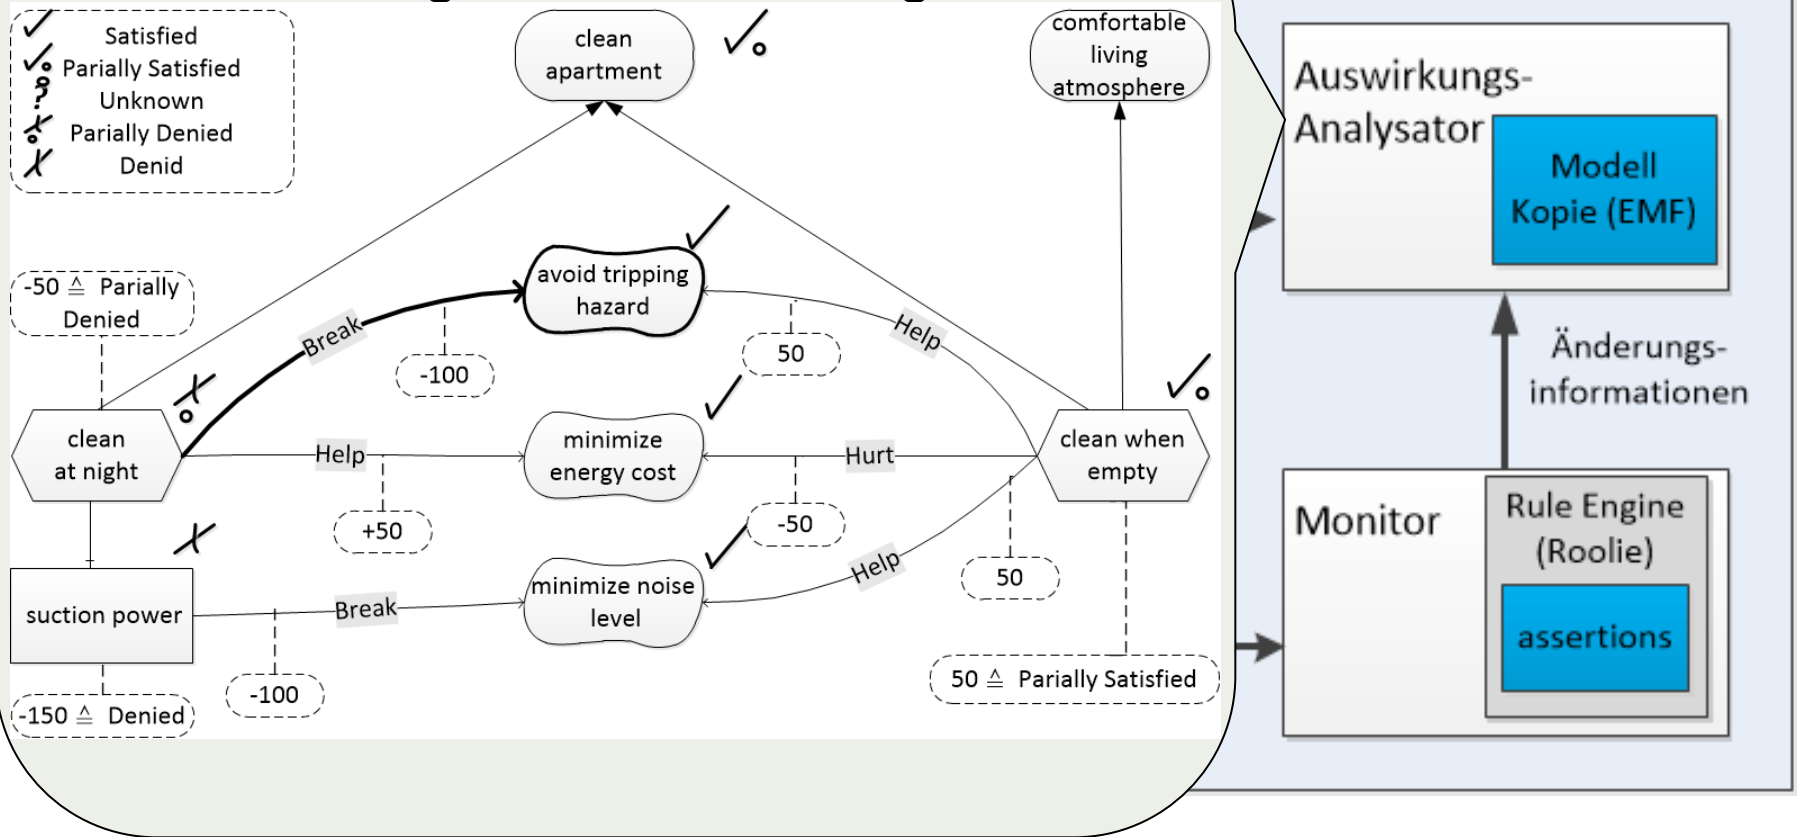 Satisfied
Parially Satisfied
Unknown
Parially Denied
Denid
clean
apartment
comfortable
living
atmosphere
-50 ≙ Partially
Denied
avoid tripping
hazard
Break
-100
50
Help
clean
at night
Help
+50
minimize
energy cost
Hurt
-50
clean when
empty
suction power
Break
-100
minimize noise
level
Help
50
-150 ≙ Denied
50 ≙ Parially Satisfied
Auswirkungs-
Analysator
Modell
Kopie (EMF)
Änderungs-
informationen
Monitor
Rule Engine
(Roolie)
assertions